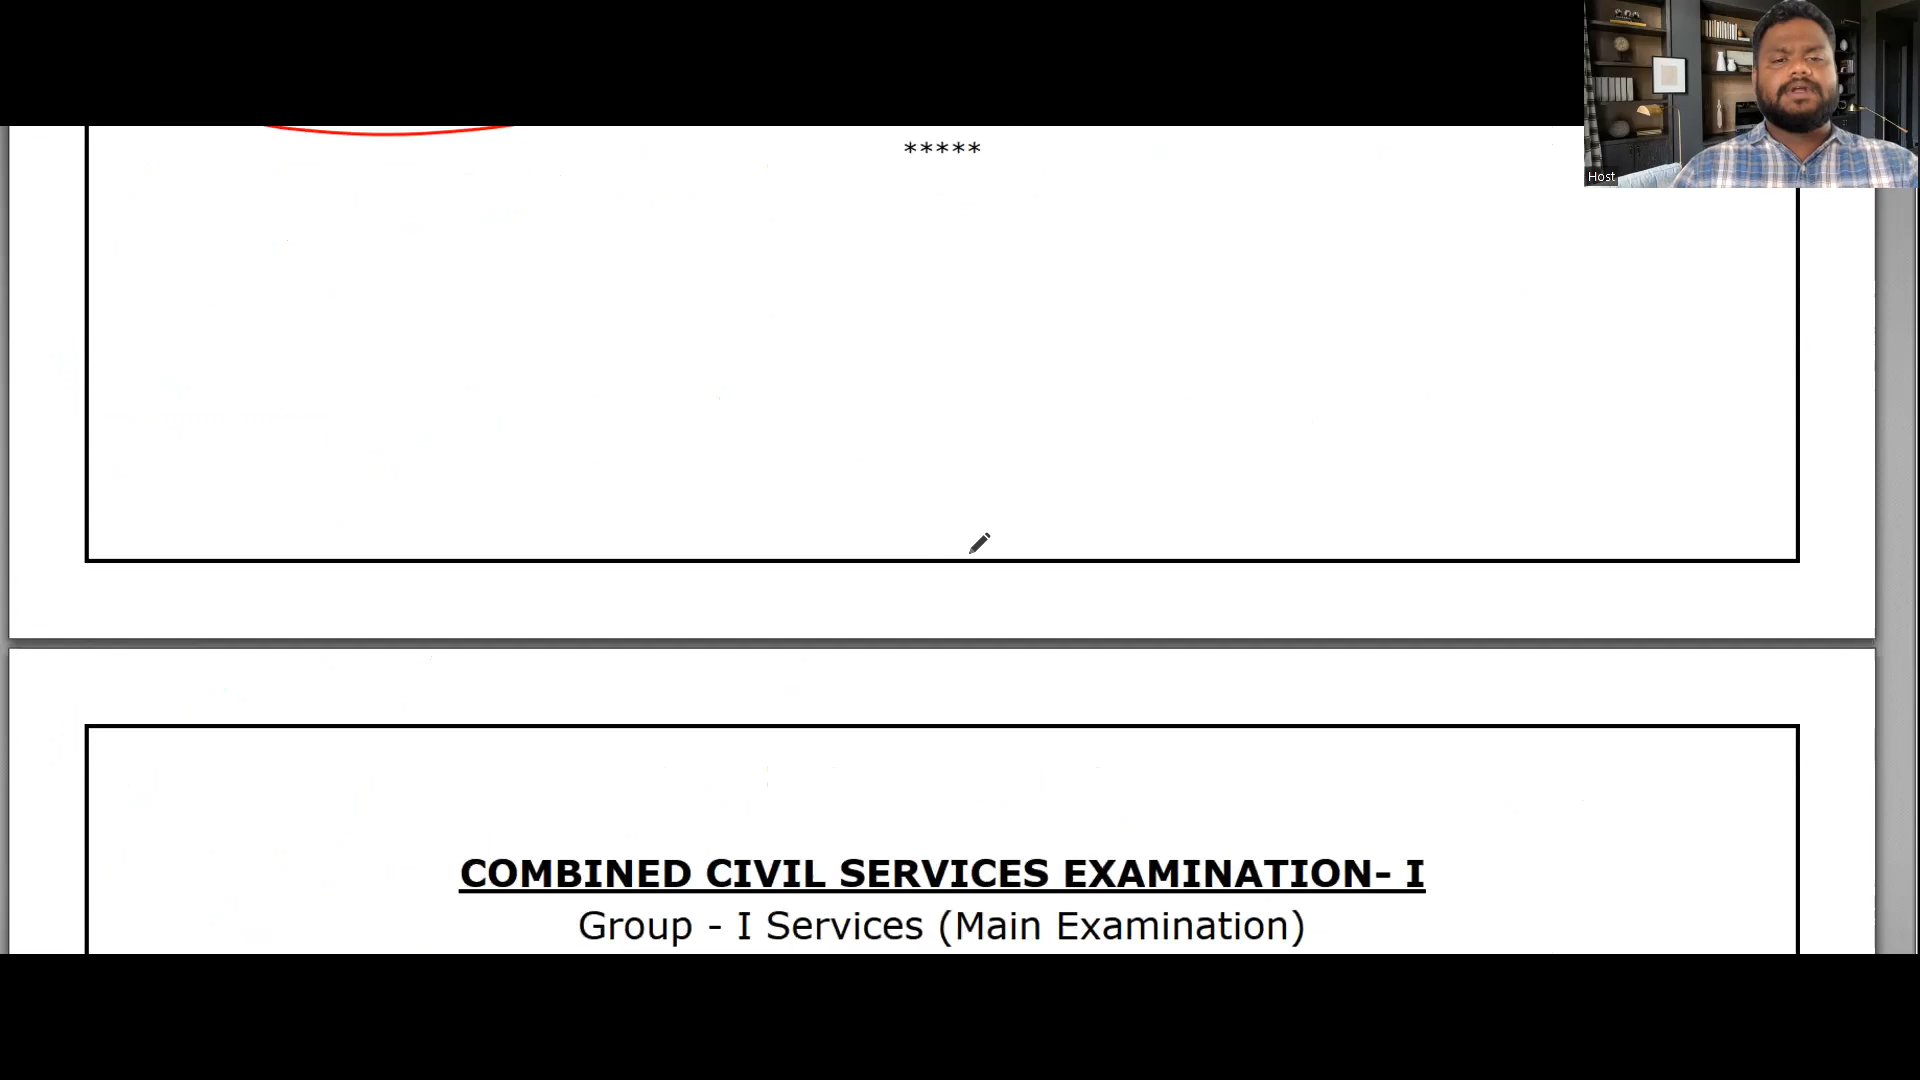 *****
Host
COMBINED CIVIL SERVICES EXAMINATION- I
Group - I Services (Main Examination)